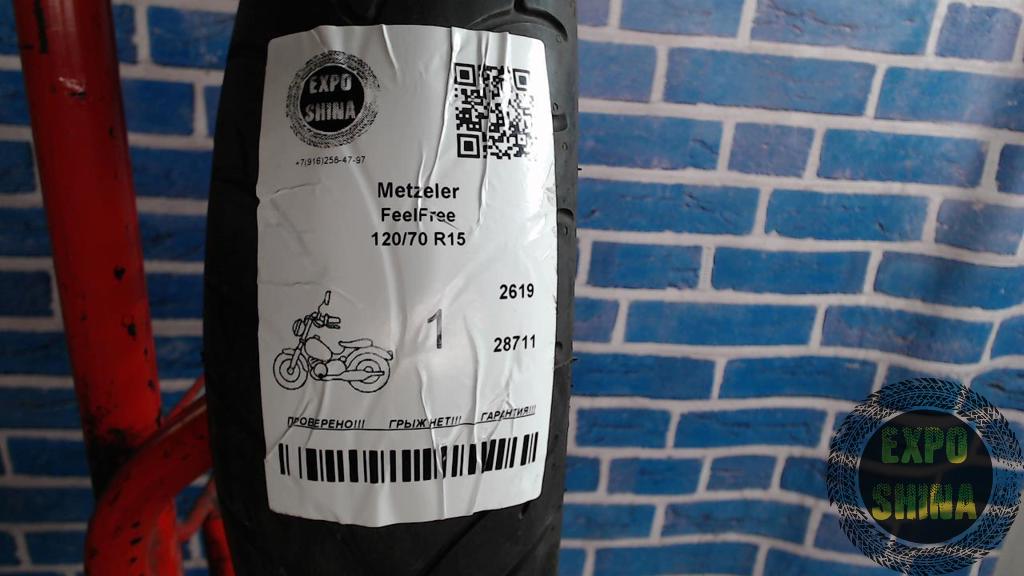 EXPO
SHINA
+7(916)258-47-97
Metzeler
FeelFree
120/70 R15
2619
1
28711
ПРОВЕРЕНО!!! ГРЫЖ НЕТ!!! ГАРАНТИЯ!!!
EXPO
SHINA